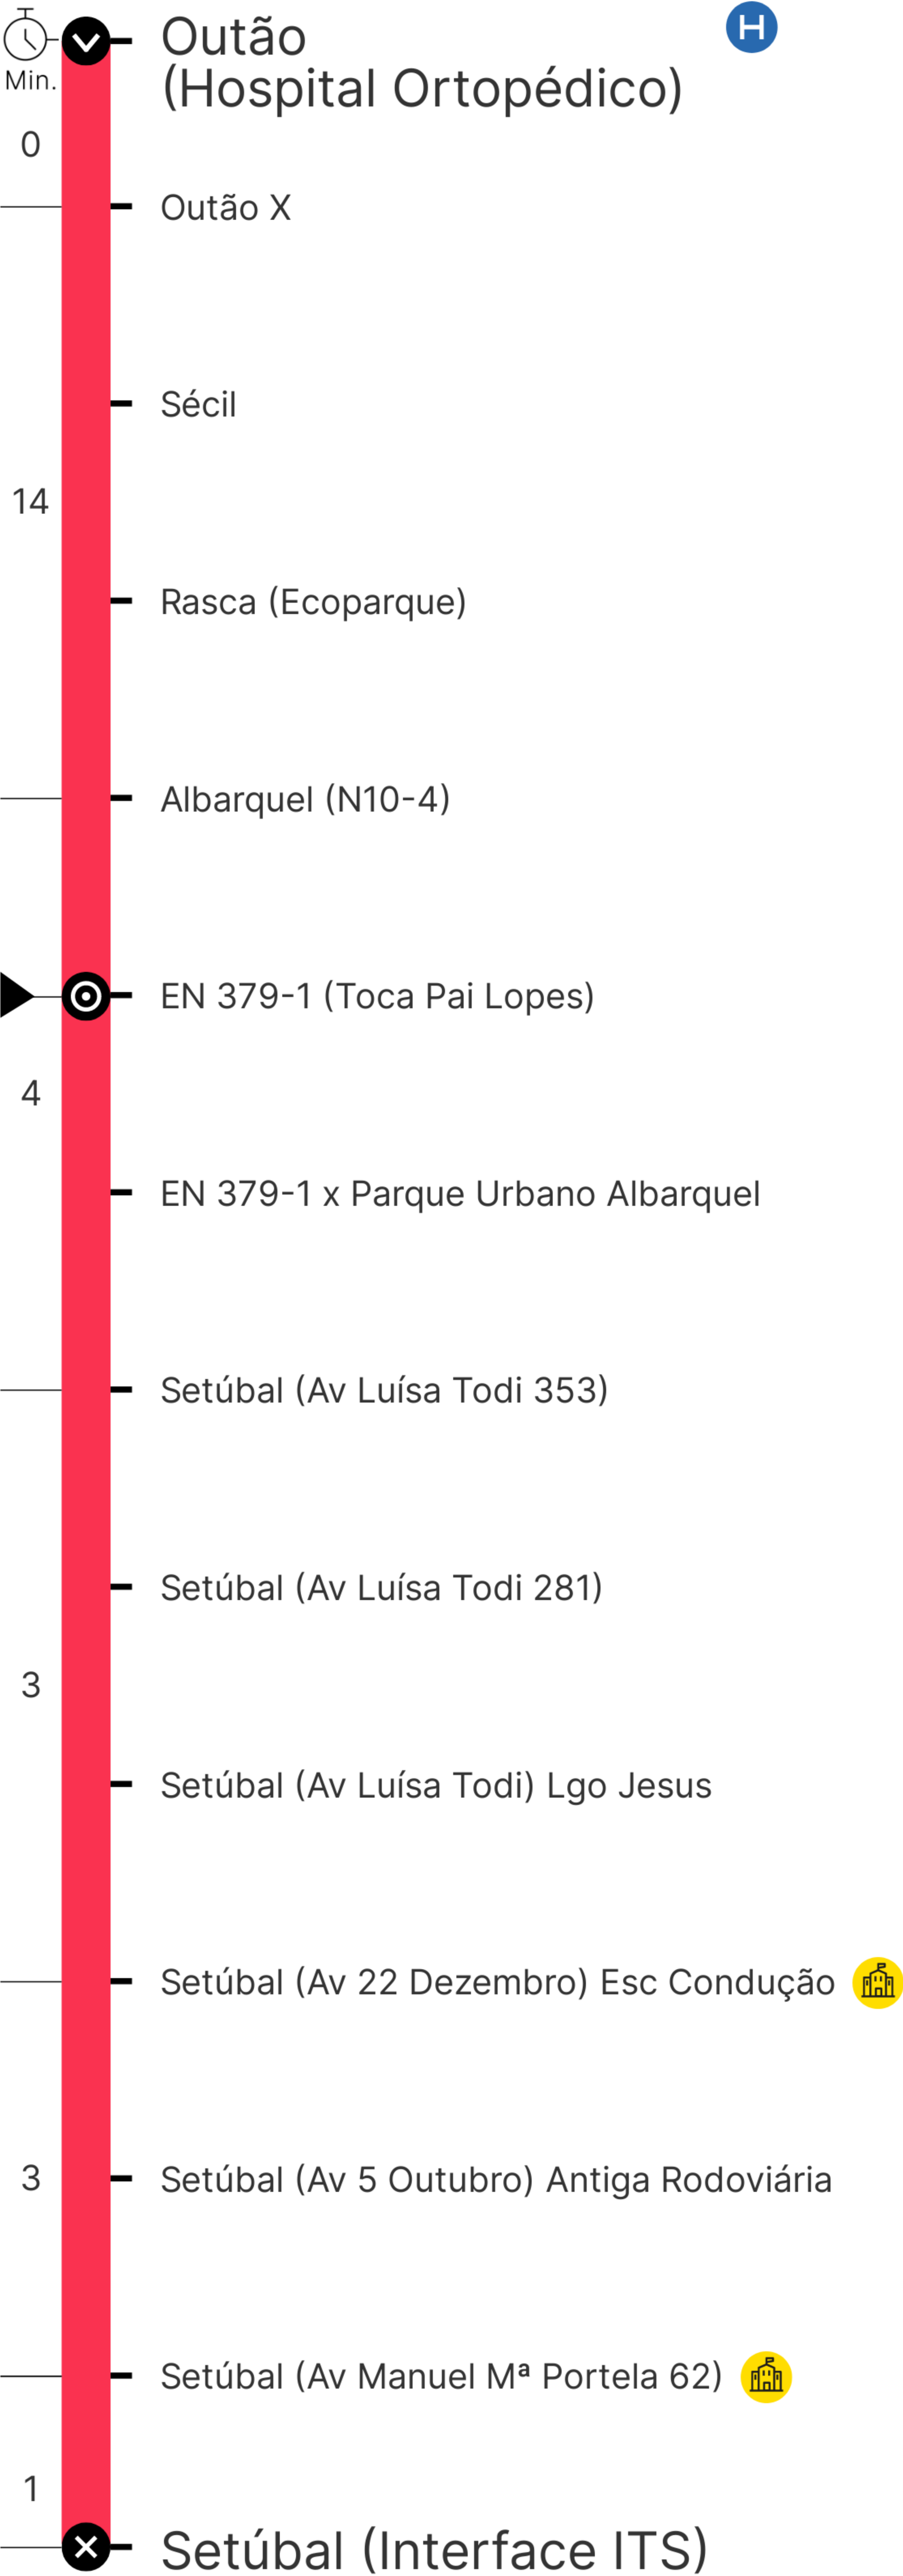 Outão
H
(Hospital Ortopédico)
Min.
0
Outão X
Sécil
14
Rasca (Ecoparque)
Albarquel (N10-4)
EN 379-1 (Toca Pai Lopes)
4
EN 379-1 x Parque Urbano Albarquel
Setúbal (Av Luísa Todi 353)
Setúbal (Av Luísa Todi 281)
3
Setúbal (Av Luísa Todi) Lgo Jesus
Setúbal (Av 22 Dezembro) Esc Condução
3
Setúbal (Av 5 Outubro) Antiga Rodoviária
Setúbal (Av Manuel Mª Portela 62)
1
Setúbal (Interface ITS)